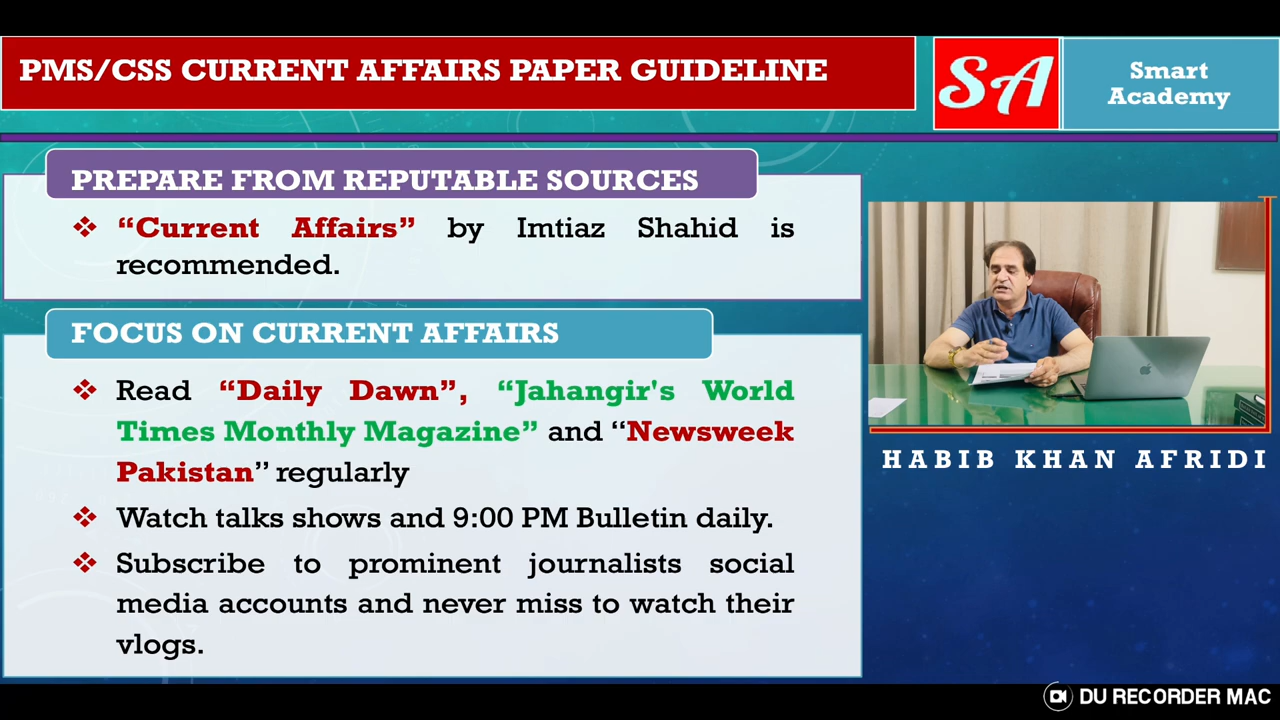 PMS/CSS CURRENT AFFAIRS PAPER GUIDELINE
SA
Smart
Academy
PREPARE FROM REPUTABLE SOURCES
❖ “Current Affairs” by Imtiaz Shahid is
recommended.
FOCUS ON CURRENT AFFAIRS
❖ Read “Daily Dawn”, “Jahangir's World
Times Monthly Magazine” and “Newsweek
Pakistan” regularly
❖ Watch talks shows and 9:00 PM Bulletin daily.
❖ Subscribe to prominent journalists social
media accounts and never miss to watch their
vlogs.
HABIB KHAN AFRIDI
DU RECORDER MAC